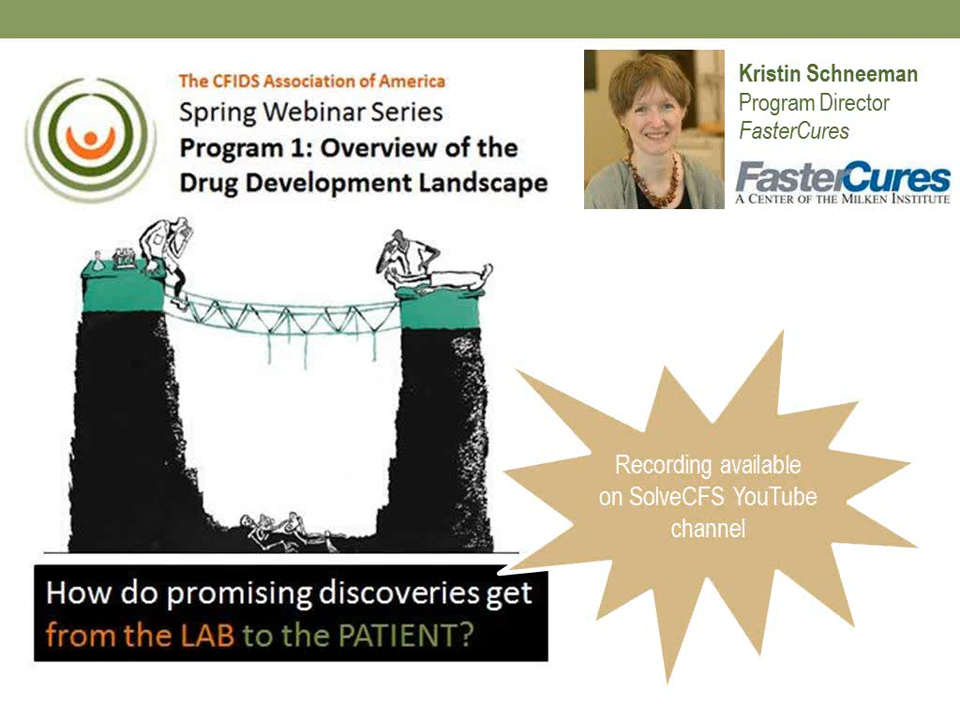 The CFIDS Association of America
Spring Webinar Series
Program 1: Overview of the
Drug Development Landscape
Kristin Schneeman
Program Director
FasterCures
FasterCures
A CENTER OF THE MILKEN INSTITUTE
Recording available
on SolveCFS YouTube
channel
How do promising discoveries get
from the LAB to the PATIENT?